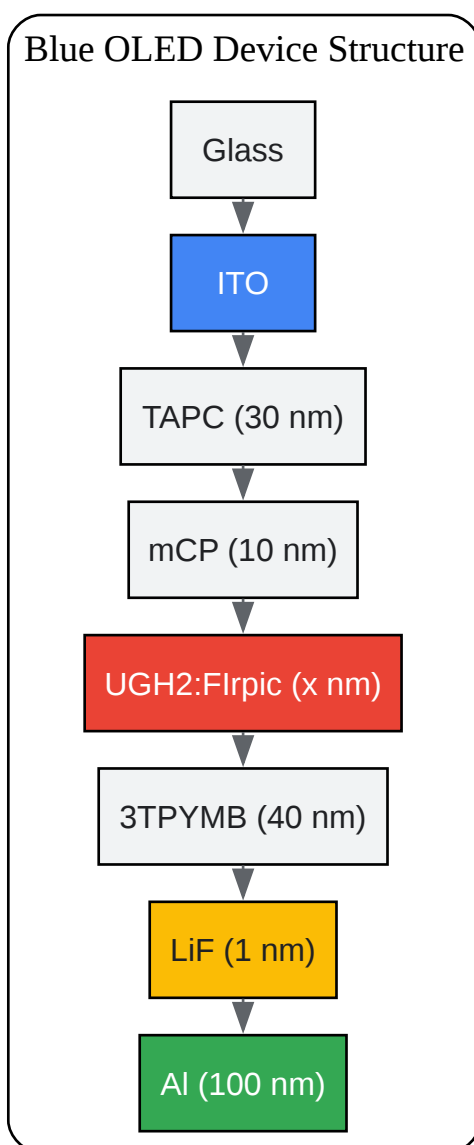 Blue OLED Device Structure
Glass
ITO
TAPC (30 nm)
mCP (10 nm)
UGH2:FIrpic (x nm)
3TPYMB (40 nm)
LiF (1 nm)
Al (100 nm)